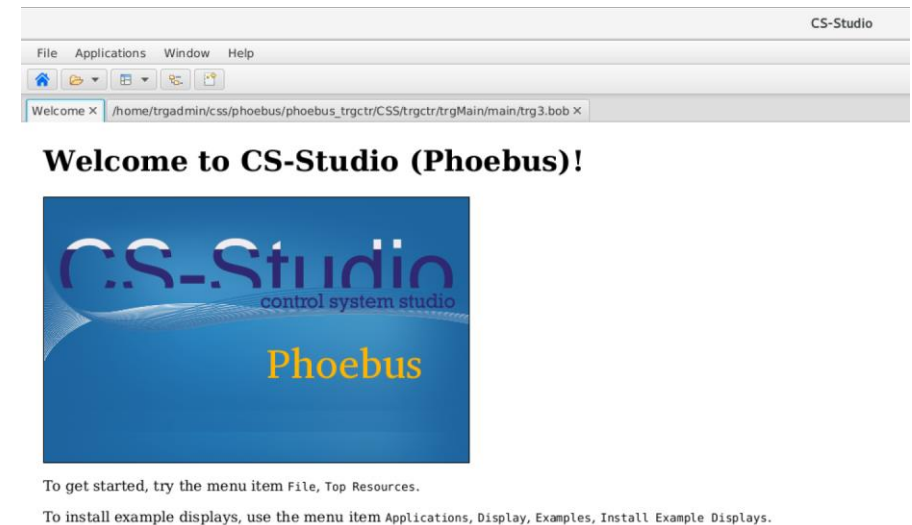 CS-Studio
File Applications Window Help
Welcome × /home/trgadmin/css/phoebus/phoebus_trgctr/CSS/trgctr/trgMain/main/trg3.bob ×
Welcome to CS-Studio (Phoebus)!
CS-Studio
control system studio
Phoebus
To get started, try the menu item File, Top Resources.
To install example displays, use the menu item Applications, Display, Examples, Install Example Displays.